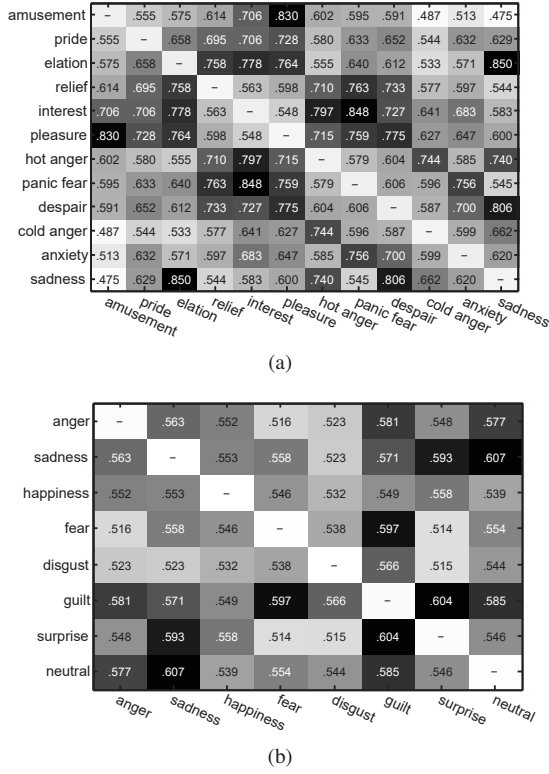 amusement – .555 .575 .614 .706 .830 .602 .595 .591 .487 .513 .475
pride .555 – .658 .695 .706 .728 .580 .633 .652 .544 .632 .629
elation .575 .658 – .758 .778 .764 .555 .640 .612 .533 .571 .850
relief .614 .695 .758 – .563 .598 .710 .763 .733 .577 .597 .544
interest .706 .706 .778 .563 – .548 .797 .848 .727 .641 .683 .583
pleasure .830 .728 .764 .598 .548 – .715 .759 .775 .627 .647 .600
hot anger .602 .580 .555 .710 .797 .715 – .579 .604 .744 .585 .740
panic fear .595 .633 .640 .763 .848 .759 .579 – .606 .596 .756 .545
despair .591 .652 .612 .733 .727 .775 .604 .606 – .587 .700 .806
cold anger .487 .544 .533 .577 .641 .627 .744 .596 .587 – .599 .662
anxiety .513 .632 .571 .597 .683 .647 .585 .756 .700 .599 – .620
sadness .475 .629 .850 .544 .583 .600 .740 .545 .806 .662 .620 –
amusement pride elation relief interest pleasure hot anger panic fear despair cold anger anxiety sadness
(a)
anger – .563 .552 .516 .523 .581 .548 .577
sadness .563 – .553 .558 .523 .571 .593 .607
happiness .552 .553 – .546 .532 .549 .558 .539
fear .516 .558 .546 – .538 .597 .514 .554
disgust .523 .523 .532 .538 – .566 .515 .544
guilt .581 .571 .549 .597 .566 – .604 .585
surprise .548 .593 .558 .514 .515 .604 – .546
neutral .577 .607 .539 .554 .544 .585 .546 –
anger sadness happiness fear disgust guilt surprise neutral
(b)